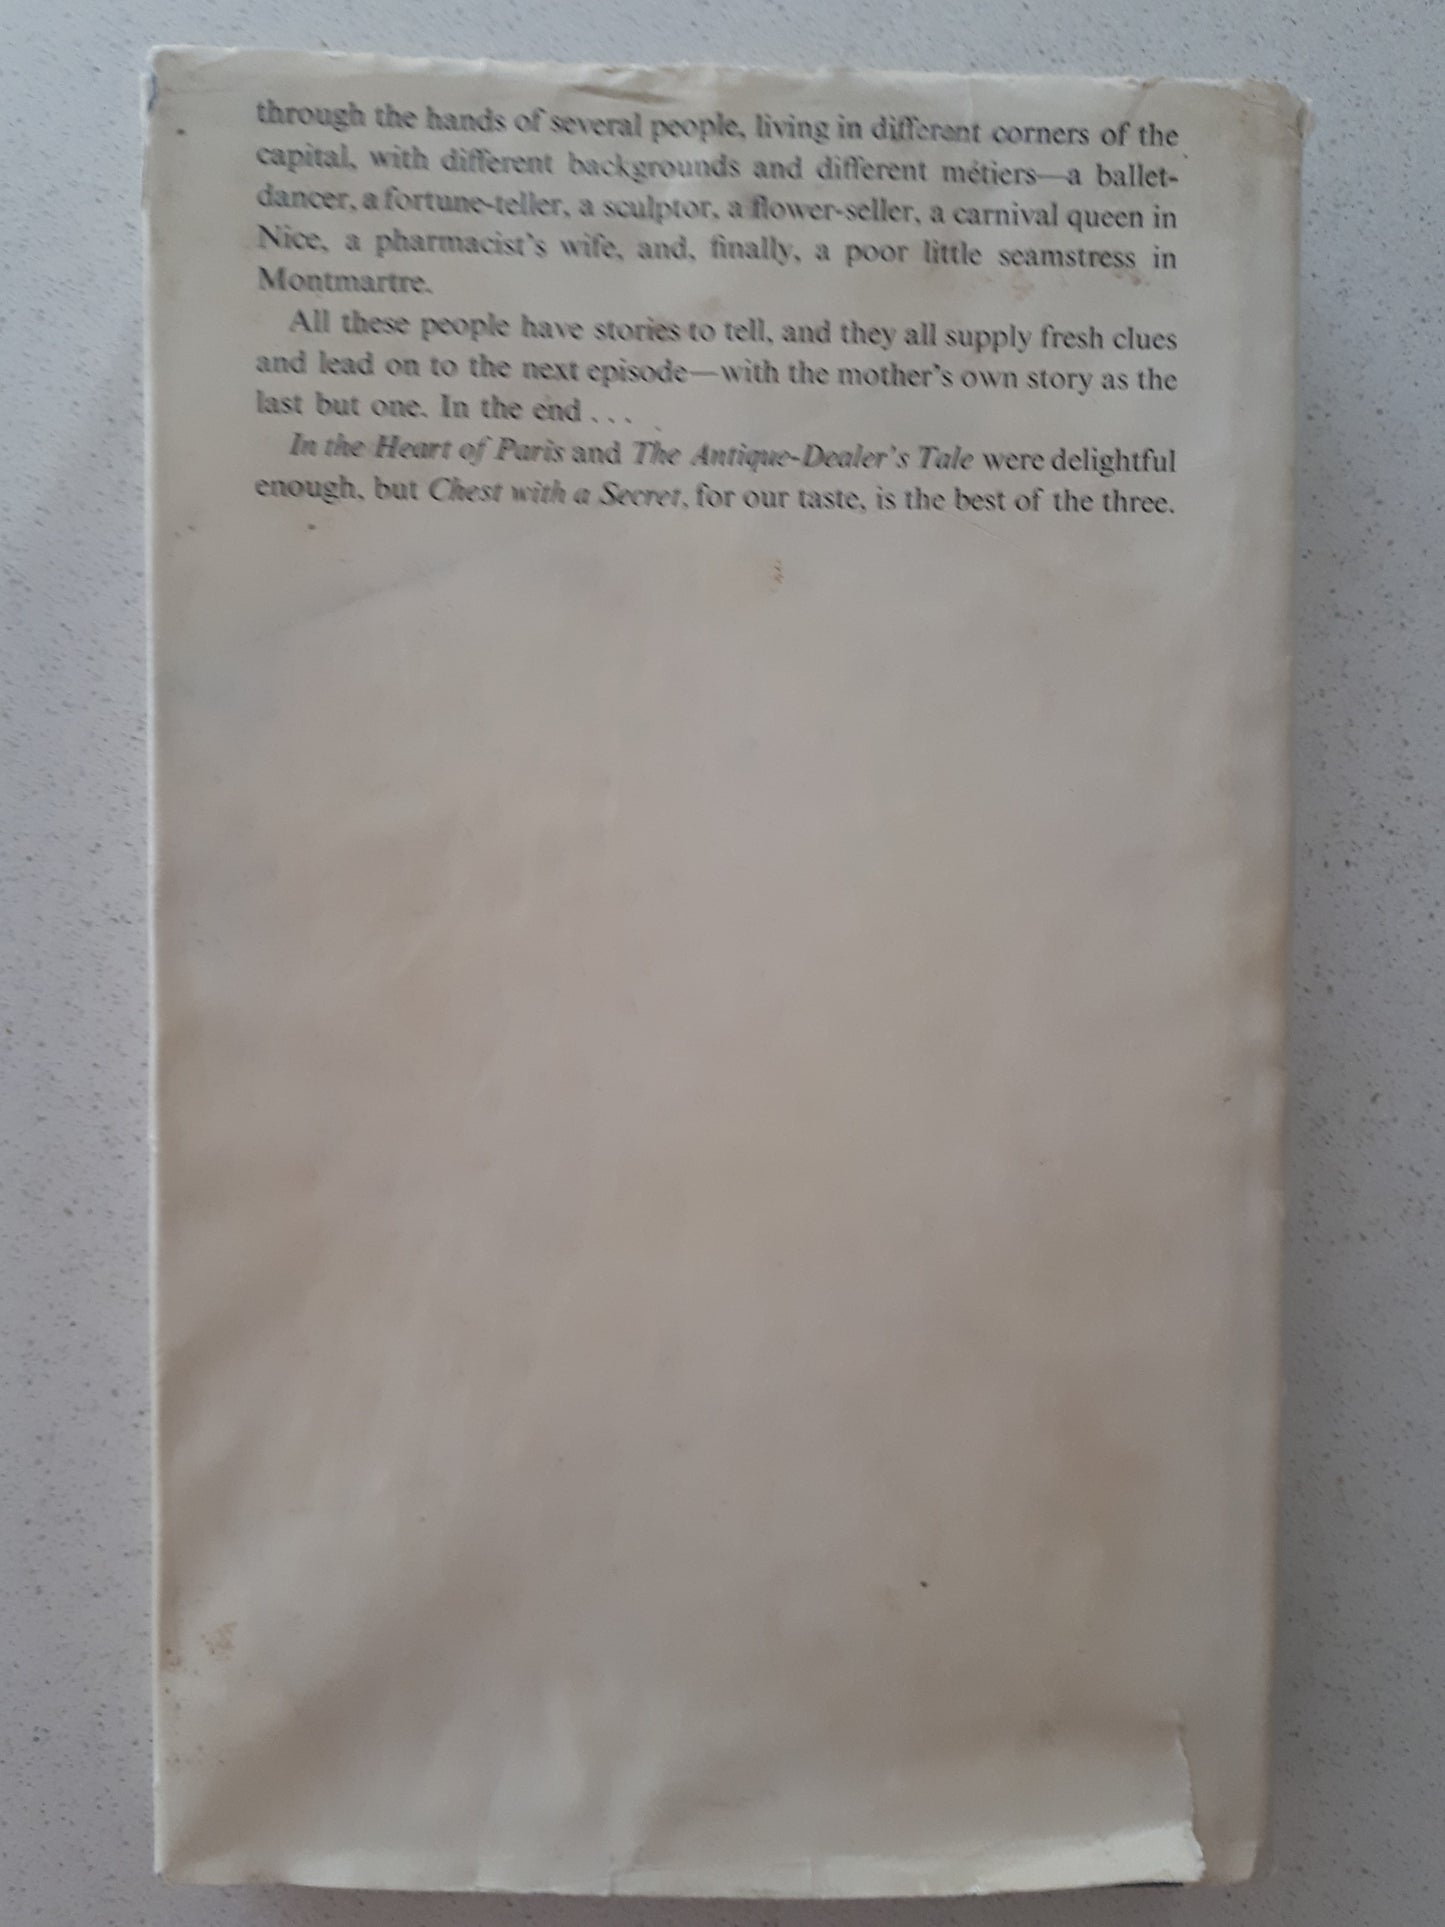 through the hands of several people, living in different corners of the
capital, with different backgrounds and different métiers—a ballet-
dancer, a fortune-teller, a sculptor, a flower-seller, a carnival queen in
Nice, a pharmacist's wife, and, finally, a poor little seamstress in
Montmartre.
All these people have stories to tell, and they all supply fresh clues
and lead on to the next episode—with the mother's own story as the
last but one. In the end . . .
In the Heart of Paris and The Antique-Dealer's Tale were delightful
enough, but Chest with a Secret, for our taste, is the best of the three.